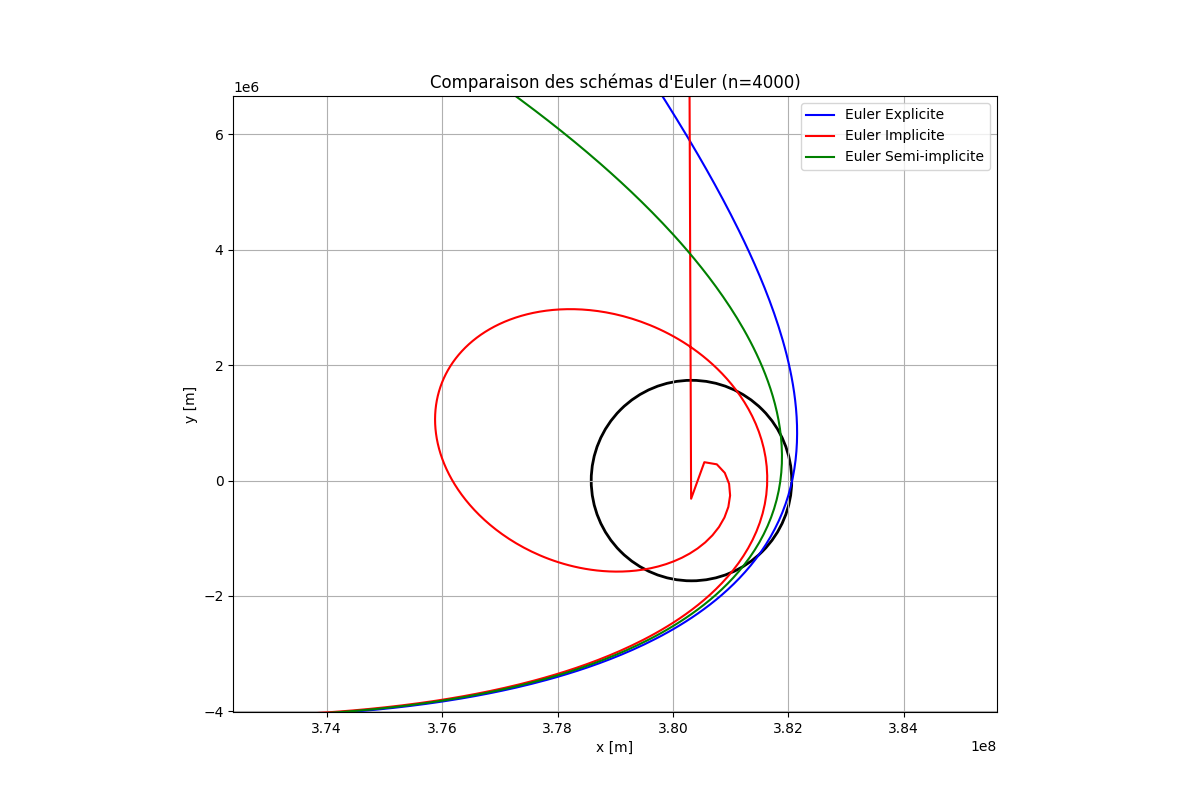 Comparaison des schémas d'Euler (n=4000)
1e6
Euler Explicite
Euler Implicite
Euler Semi-implicite
6
4
2
0
−2
−4
y [m]
3.74 3.76 3.78 3.80 3.82 3.84
x [m]
1e8